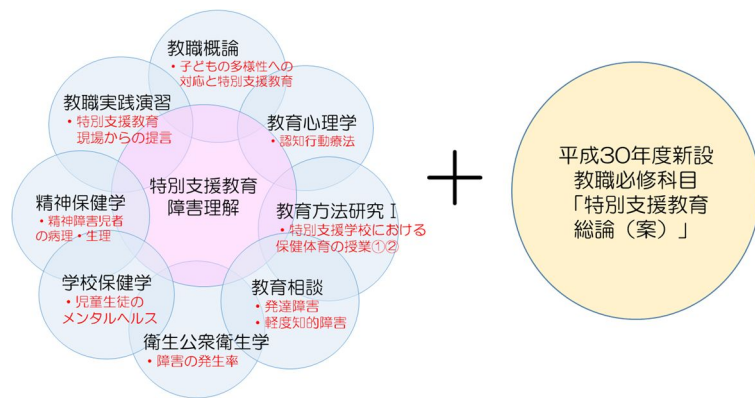 教職概論
・子どもの多様性への
対応と特別支援教育
教育心理学
・認知行動療法
教育方法研究Ⅰ
・特別支援学校における
保健体育の授業①②
教育相談
・発達障害
・軽度知的障害
衛生公衆衛生学
・障害の発生率
学校保健学
・児童生徒の
メンタルヘルス
精神保健学
・精神障害児者
の病理・生理
教職実践演習
・特別支援教育
現場からの提言
特別支援教育
障害理解
＋
平成30年度新設
教職必修科目
「特別支援教育
総論（案）」